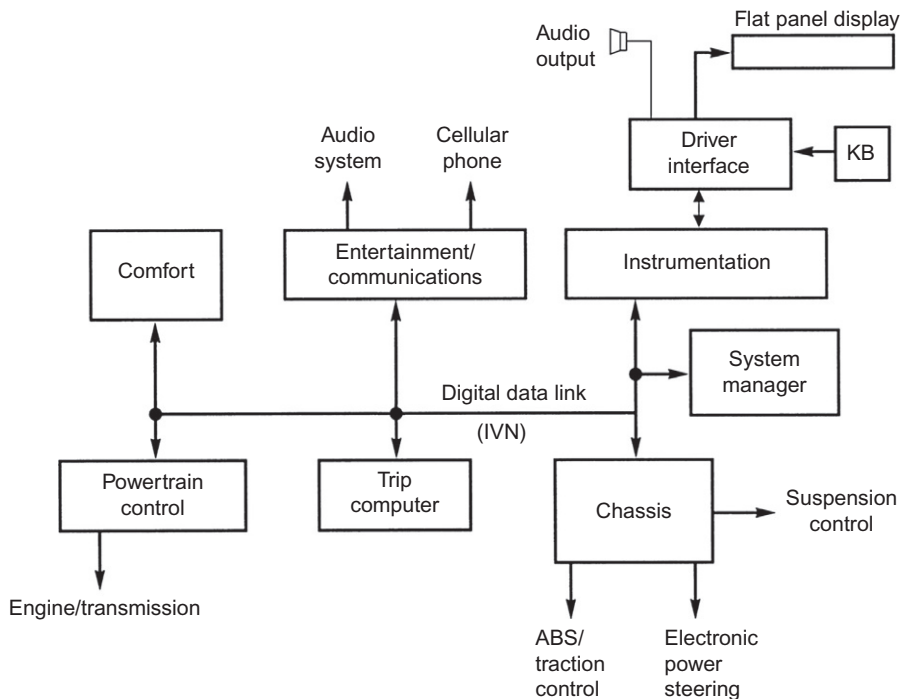 Flat panel display
Audio
output
Driver
interface
KB
Audio
system
Cellular
phone
Comfort
Entertainment/
communications
Instrumentation
System
manager
Digital data link
(IVN)
Powertrain
control
Trip
computer
Chassis
Suspension
control
Engine/transmission
ABS/
traction
control
Electronic
power
steering